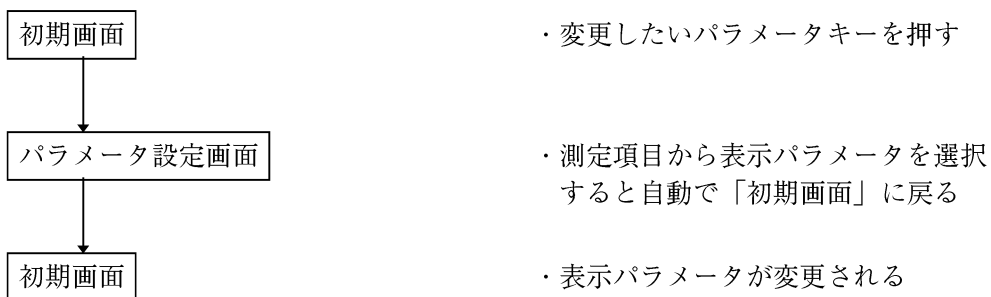 初期画面
・変更したいパラメータキーを押す
パラメータ設定画面
・測定項目から表示パラメータを選択
すると自動で「初期画面」に戻る
初期画面
・表示パラメータが変更される